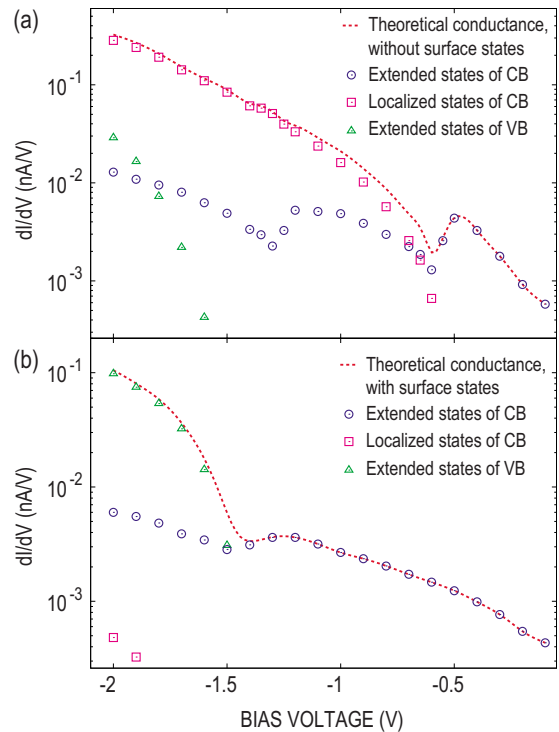 (a)
Theoretical conductance,
without surface states
Extended states of CB
Localized states of CB
Extended states of VB
10⁻¹
10⁻²
10⁻³
dI/dV (nA/V)
(b)
Theoretical conductance,
with surface states
Extended states of CB
Localized states of CB
Extended states of VB
10⁻¹
10⁻²
10⁻³
dI/dV (nA/V)
-2 -1.5 -1 -0.5
BIAS VOLTAGE (V)